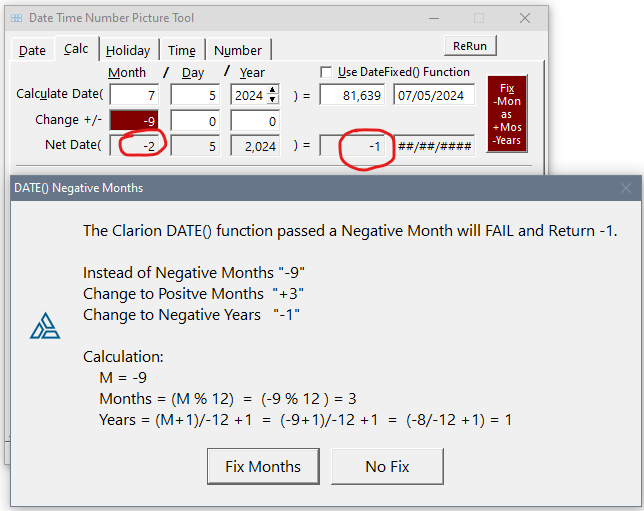 Date Time Number Picture Tool
Date Calc Holiday Time Number ReRun
Month / Day / Year Use DateFixed() Function
Calculate Date( 7 5 2024 ) = 81,639 07/05/2024
Change +/- -9 0 0
Net Date( -2 5 2,024 ) = -1 ##/##/####
Fix
-Mon
as
+Mos
-Years
DATE() Negative Months
The Clarion DATE() function passed a Negative Month will FAIL and Return -1.
Instead of Negative Months "-9"
Change to Positve Months "+3"
Change to Negative Years "-1"
Calculation:
M = -9
Months = (M % 12) = (-9 % 12 ) = 3
Years = (M+1)/-12 +1 = (-9+1)/-12 +1 = (-8/-12 +1) = 1
Fix Months No Fix